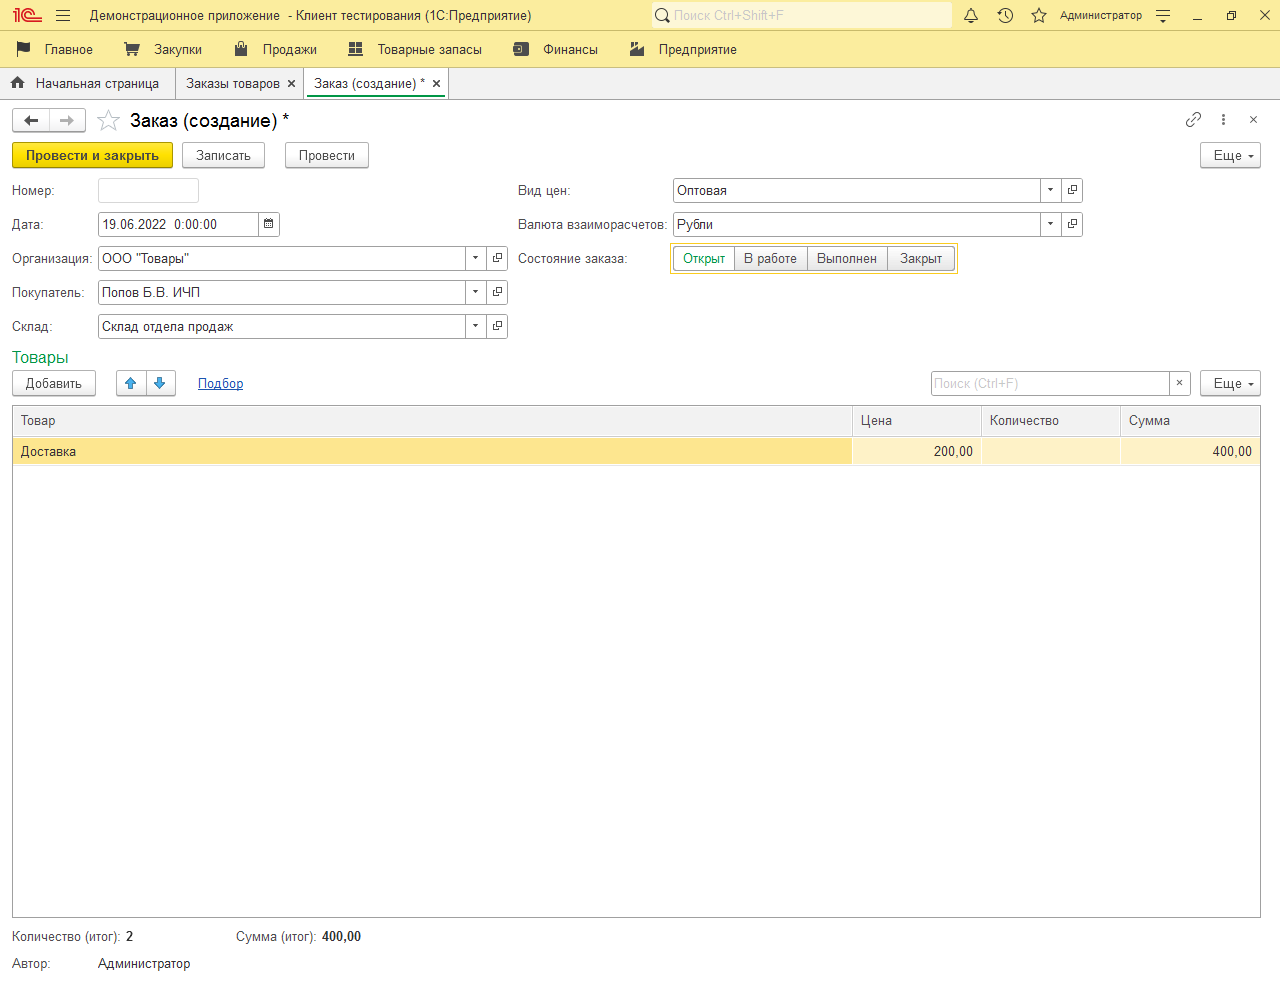 1С Демонстрационное приложение - Клиент тестирования (1С:Предприятие) Поиск Ctrl+Shift+F Администратор
Главное Закупки Продажи Товарные запасы Финансы Предприятие
Начальная страница Заказы товаров Заказ (создание) *
Заказ (создание) *
Провести и закрыть Записать Провести Еще
Номер: Вид цен: Оптовая
Дата: 19.06.2022 0:00:00 Валюта взаиморасчетов: Рубли
Организация: ООО "Товары" Состояние заказа: Открыт В работе Выполнен Закрыт
Покупатель: Попов Б.В. ИЧП
Склад: Склад отдела продаж
Товары
Добавить Подбор Поиск (Ctrl+F) Еще
Товар Цена Количество Сумма
Доставка 200,00 400,00
Количество (итог): 2 Сумма (итог): 400,00
Автор: Администратор